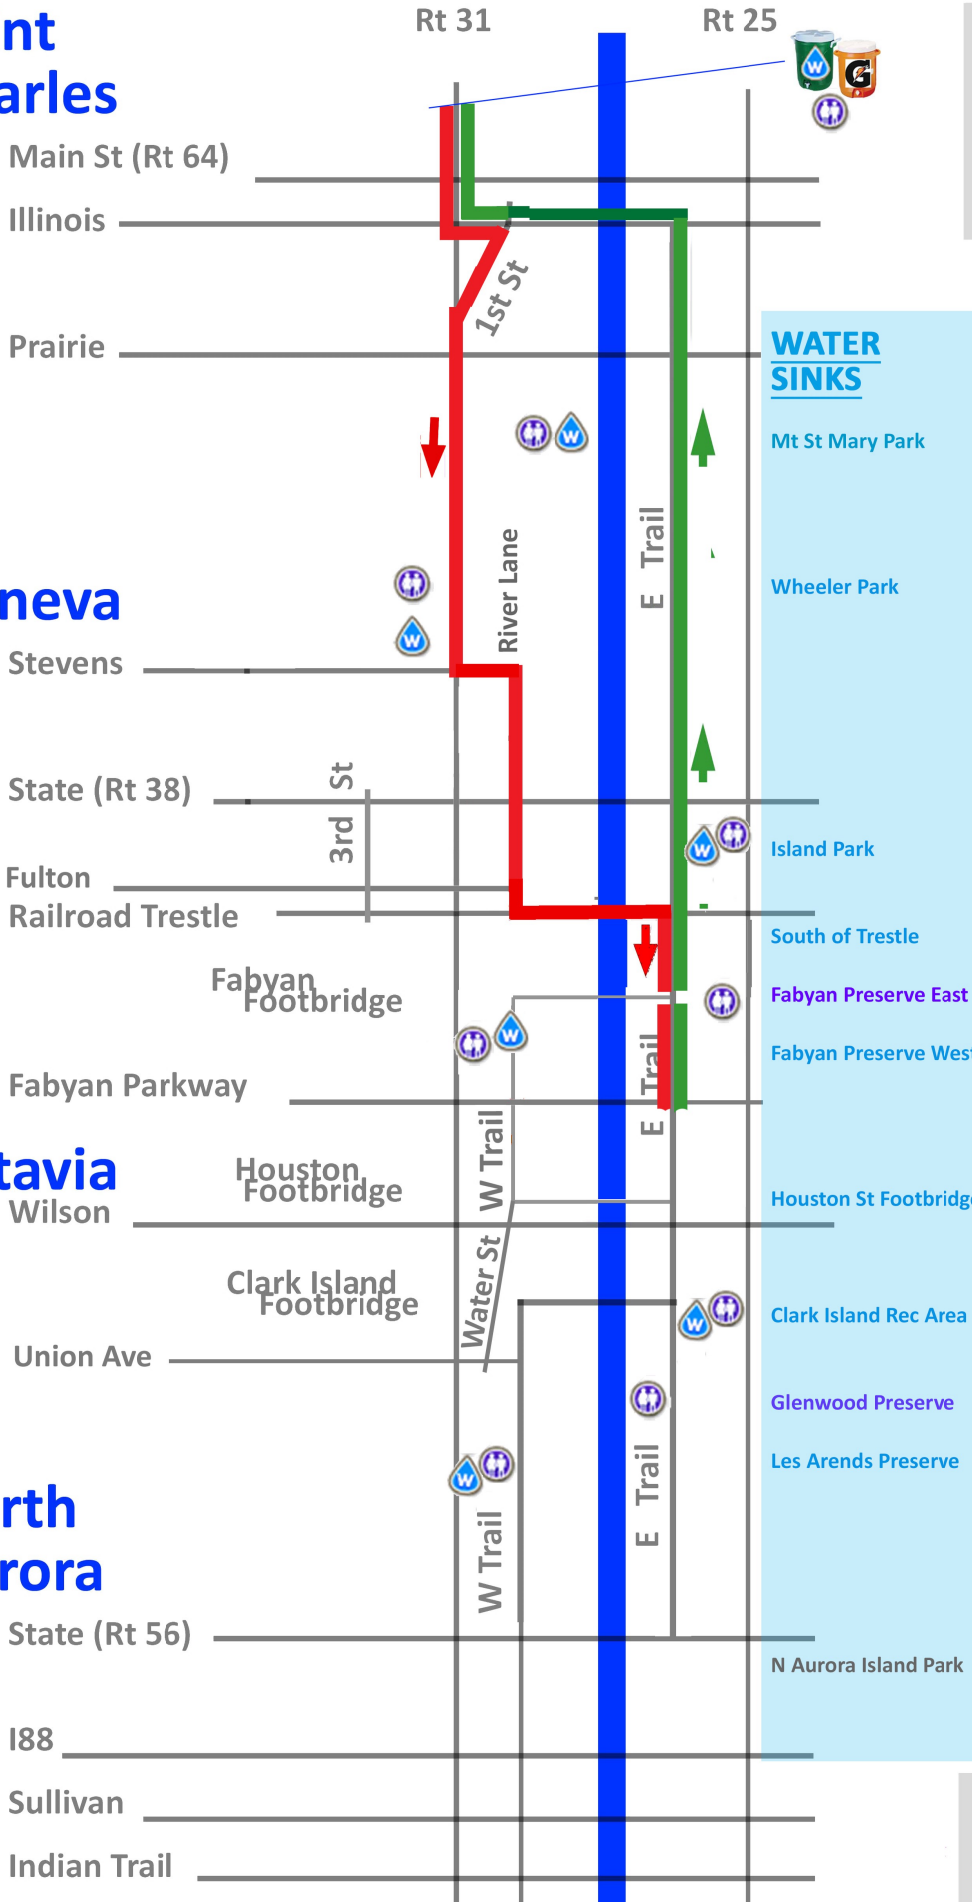 Rt 31
Rt 25
nt
arles
W
G
Main St (Rt 64)
Illinois
1st St
Prairie
WATER
SINKS
W
Mt St Mary Park
E Trail
River Lane
Wheeler Park
neva
W
Stevens
State (Rt 38)
3rd St
W
Island Park
Fulton
Railroad Trestle
South of Trestle
Fabyan
Footbridge
Fabyan Preserve East
W
Fabyan Preserve West
E Trail
Fabyan Parkway
W Trail
tavia
Houston
Footbridge
Houston St Footbridge
Wilson
Water St
Clark Island
Footbridge
W
Clark Island Rec Area
Union Ave
Glenwood Preserve
W
Les Arends Preserve
E Trail
W Trail
rth
rora
State (Rt 56)
N Aurora Island Park
I88
Sullivan
Indian Trail